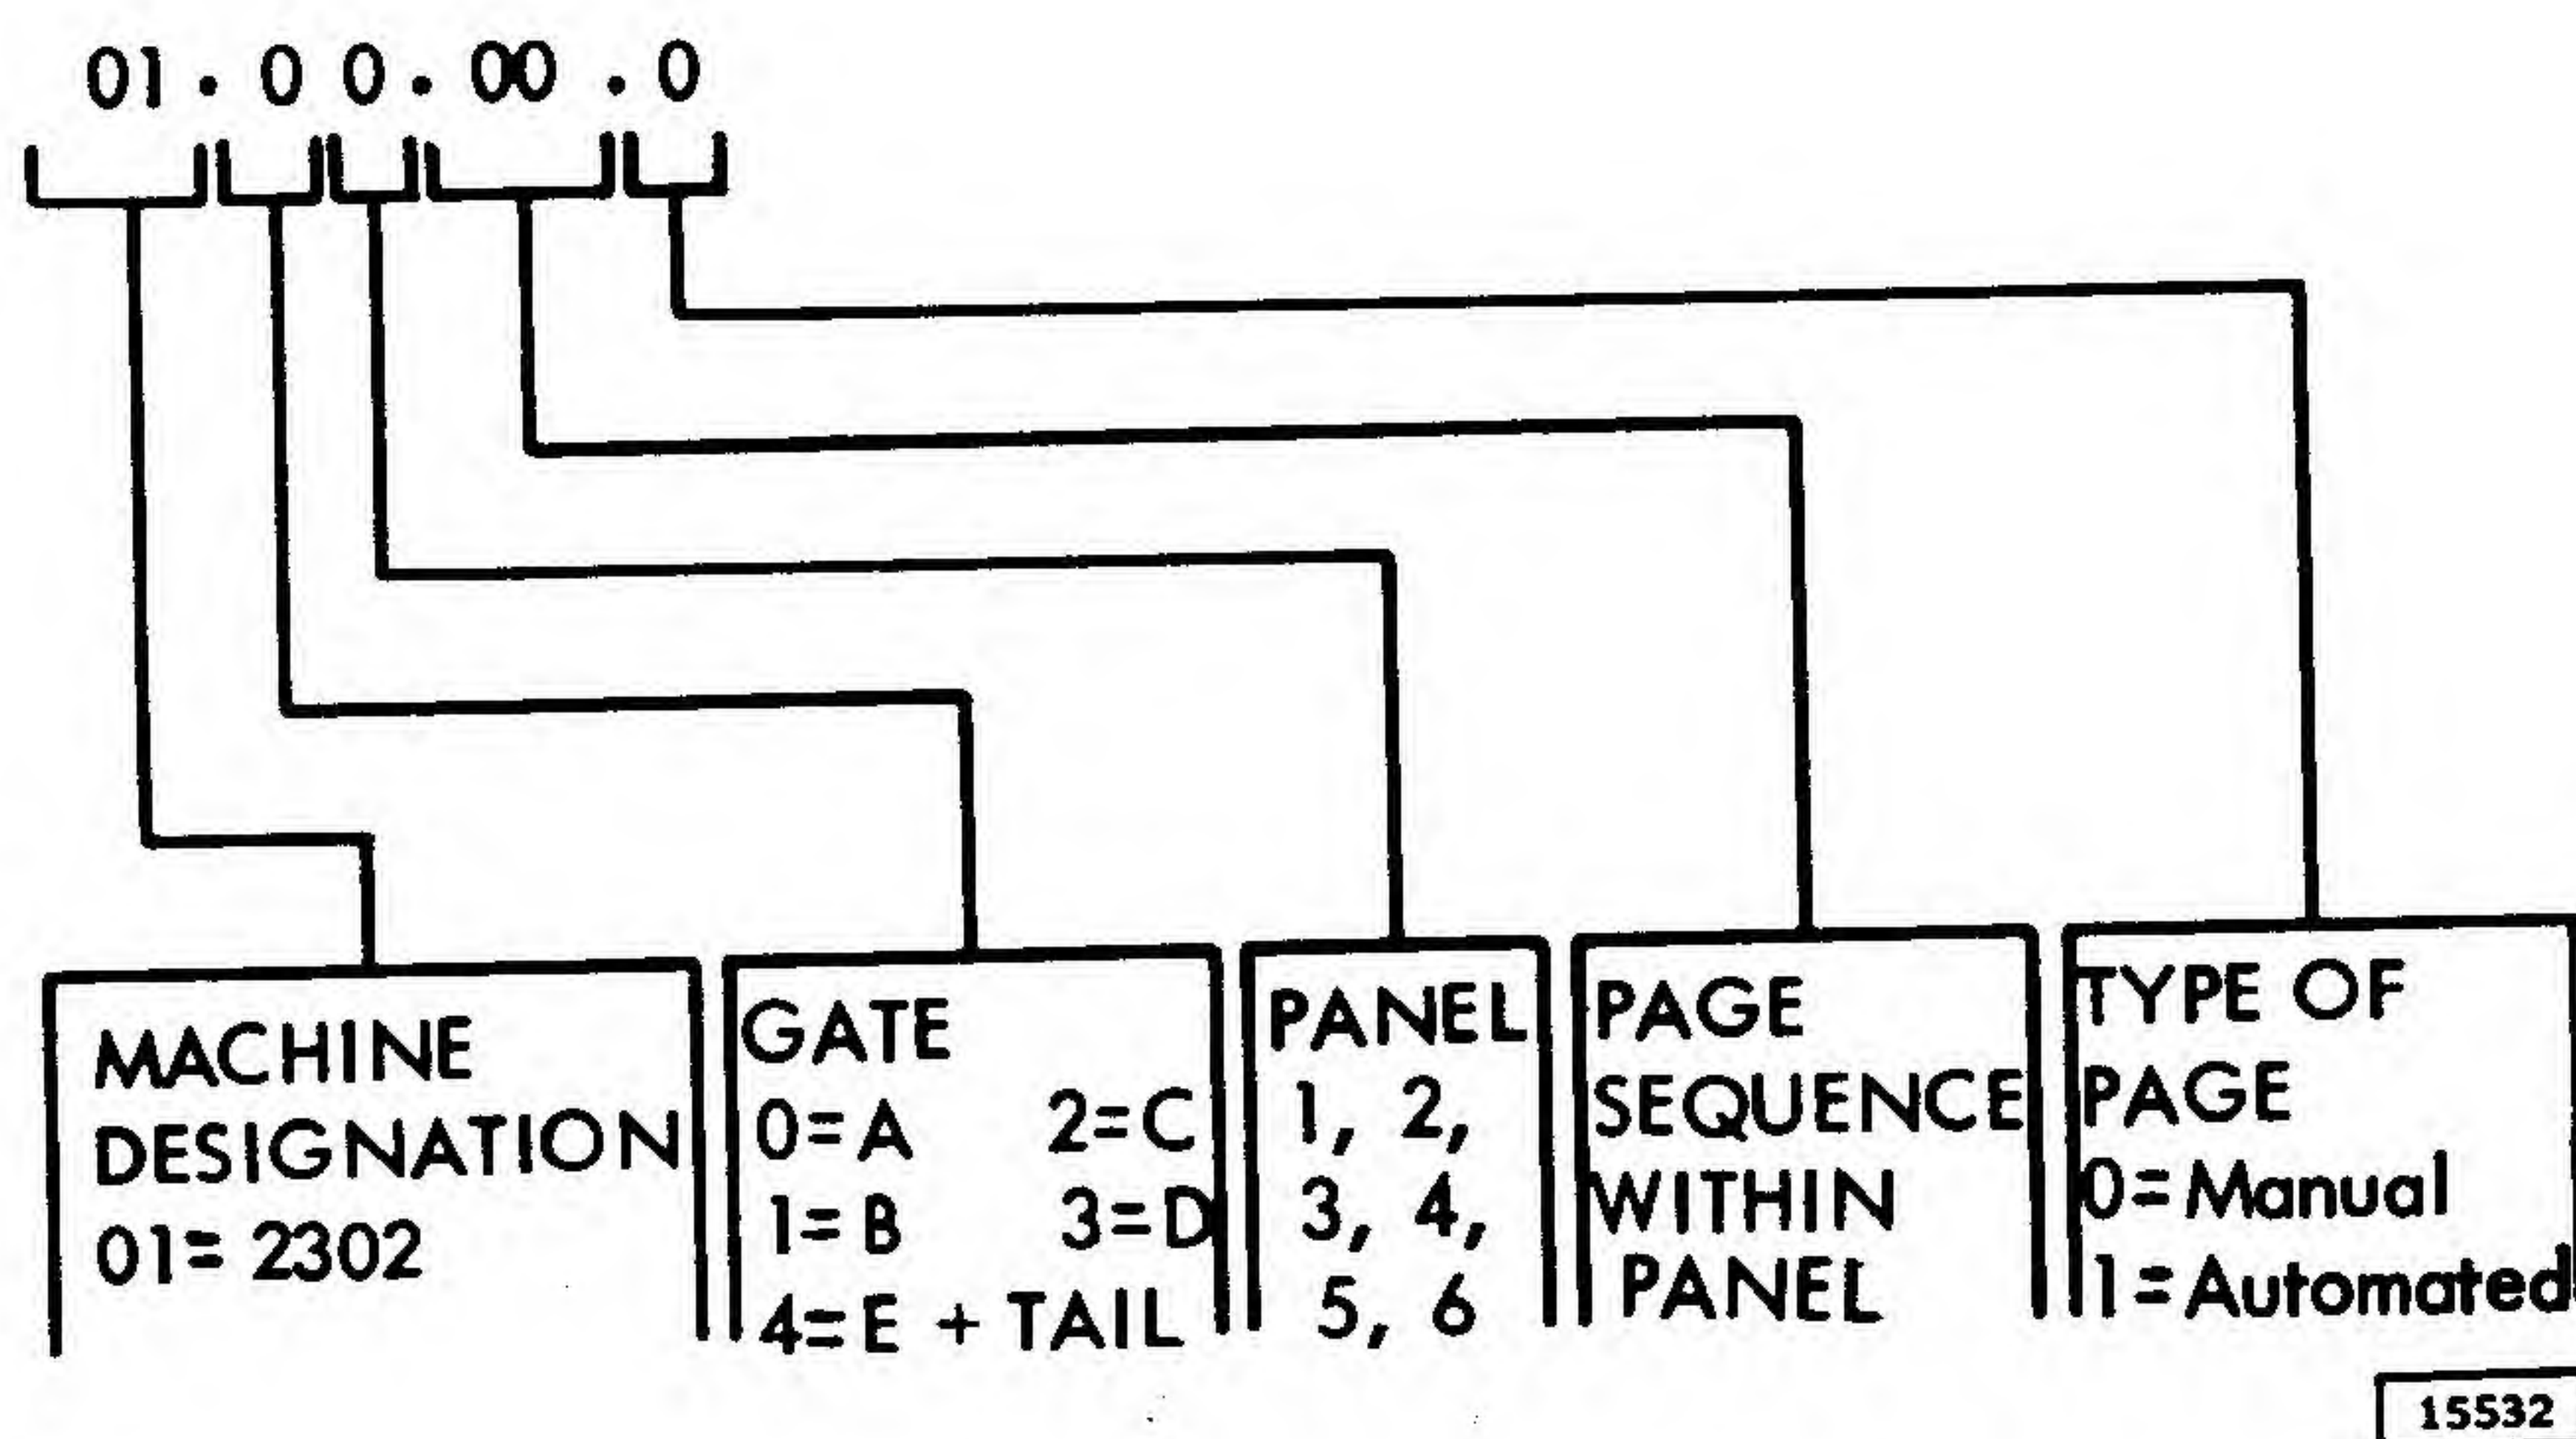 01 . 0 0 . 00 . 0
MACHINE
DESIGNATION
01= 2302
GATE
0=A 2=C
1=B 3=D
4=E + TAIL
PANEL
1, 2,
3, 4,
5, 6
PAGE
SEQUENCE
WITHIN
PANEL
TYPE OF
PAGE
0=Manual
1=Automated
15532